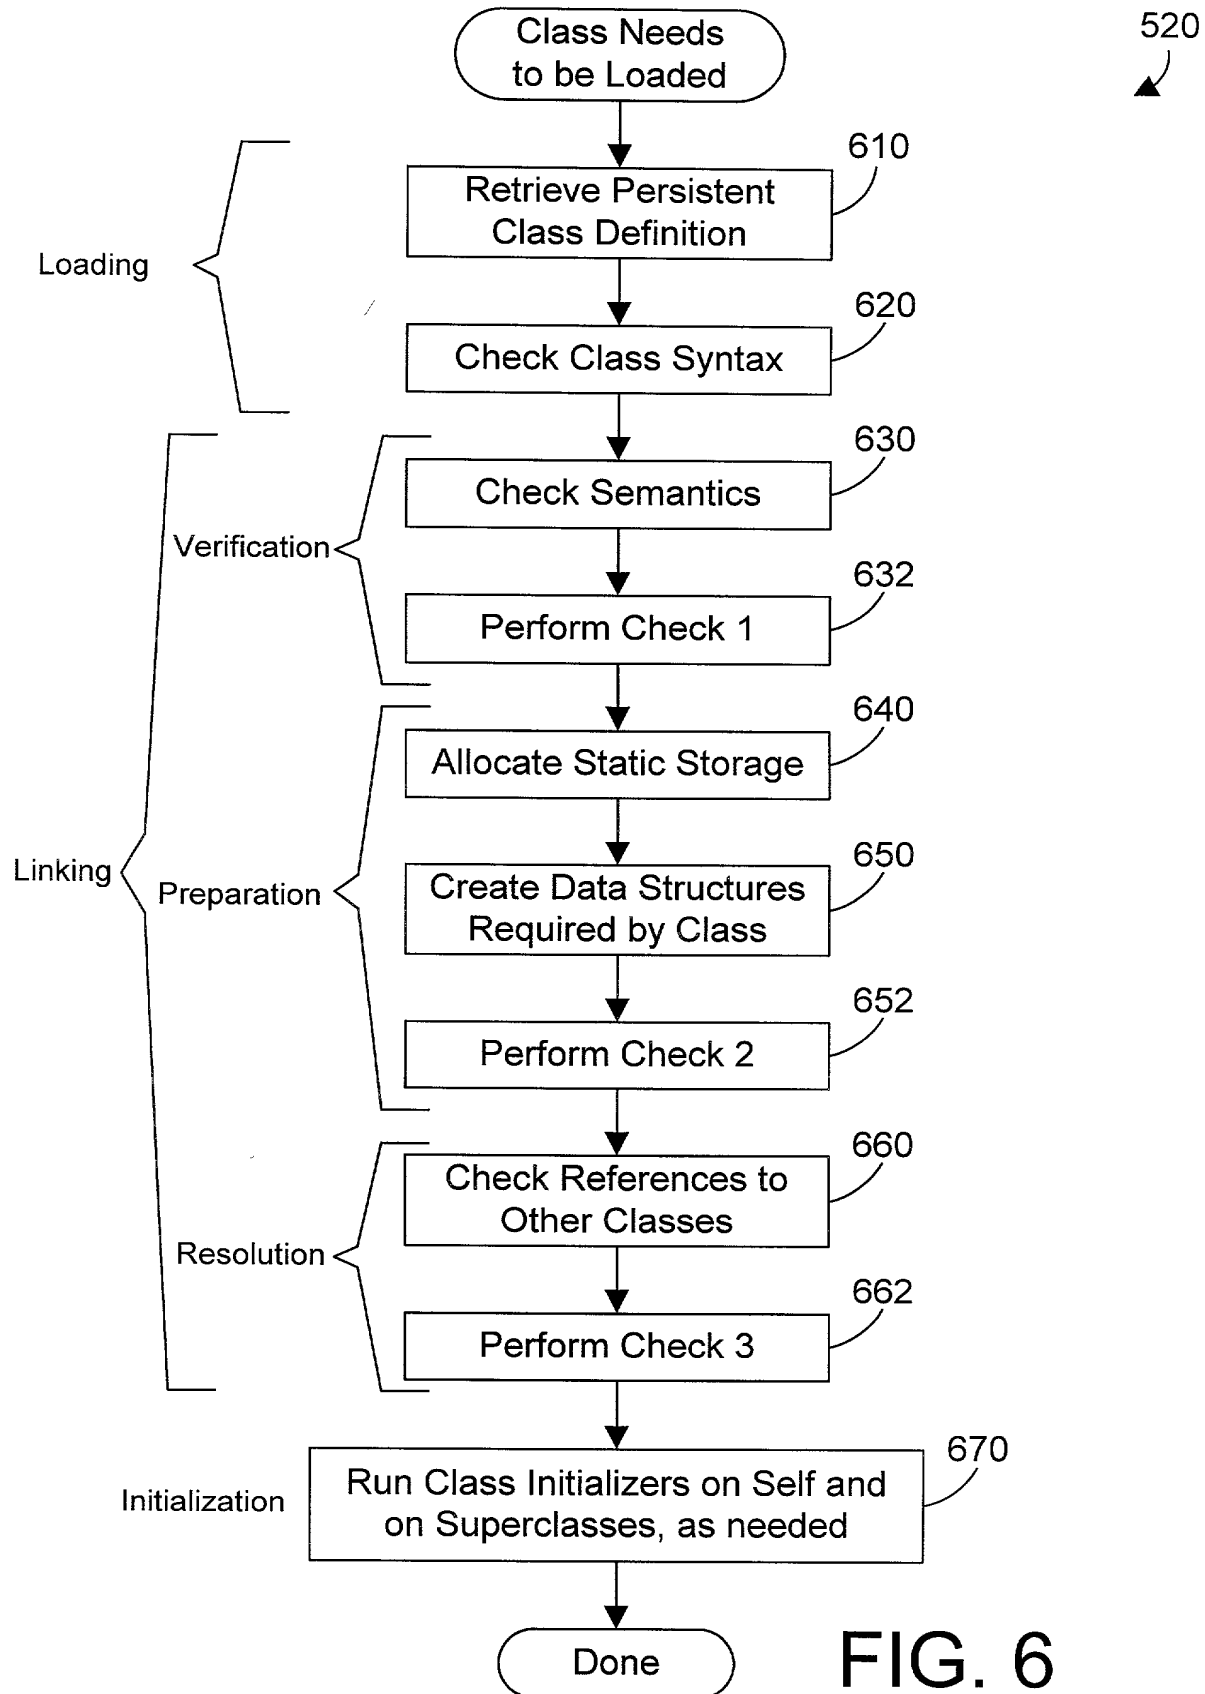 Class Needs
to be Loaded
520
610
Retrieve Persistent
Class Definition
Loading
620
Check Class Syntax
630
Check Semantics
Verification
632
Perform Check 1
640
Allocate Static Storage
650
Create Data Structures
Required by Class
Linking
Preparation
652
Perform Check 2
660
Check References to
Other Classes
Resolution
662
Perform Check 3
670
Run Class Initializers on Self and
on Superclasses, as needed
Initialization
Done
FIG. 6